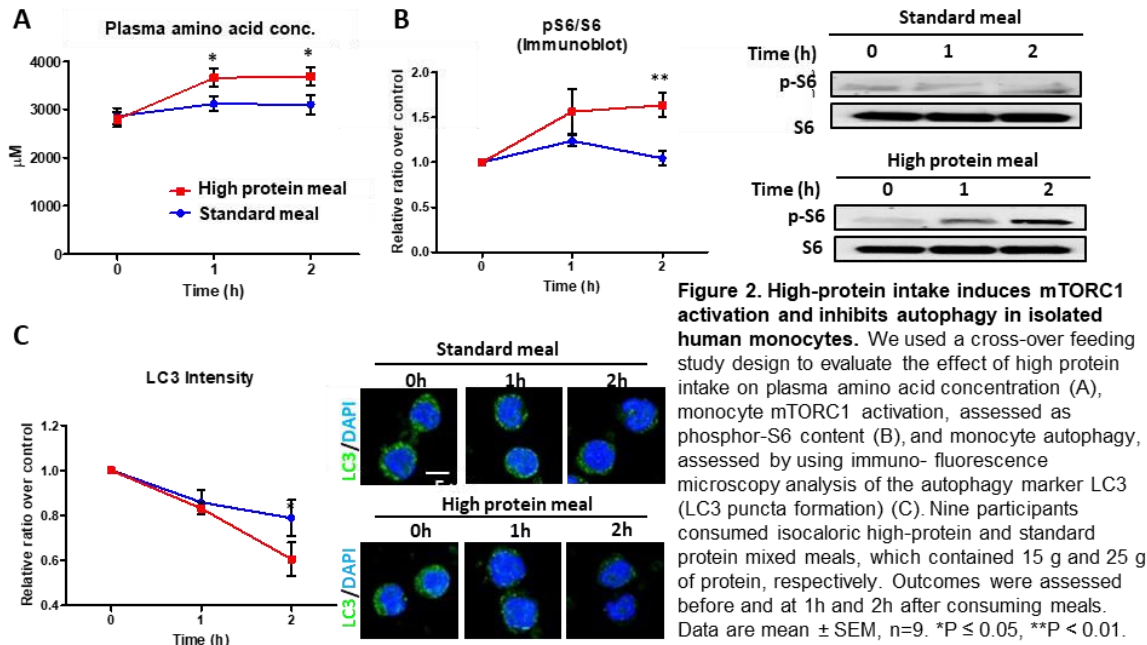 A
Plasma amino acid conc.
4000
3000
2000
1000
0
μM
*
*
High protein meal
Standard meal
0
1
2
Time (h)
B
pS6/S6
(Immunoblot)
2.0
1.5
1.0
0.5
0.0
Relative ratio over control
**
0
1
2
Time (h)
Standard meal
Time (h) 0 1 2
p-S6
S6
High protein meal
Time (h) 0 1 2
p-S6
S6
C
LC3 Intensity
1.2
1.0
0.8
0.6
0.4
Relative ratio over control
*
0
1
2
Time (h)
Standard meal
0h 1h 2h
LC3/DAPI
High protein meal
0h 1h 2h
LC3/DAPI
Figure 2. High-protein intake induces mTORC1
activation and inhibits autophagy in isolated
human monocytes. We used a cross-over feeding
study design to evaluate the effect of high protein
intake on plasma amino acid concentration (A),
monocyte mTORC1 activation, assessed as
phosphor-S6 content (B), and monocyte autophagy,
assessed by using immuno- fluorescence
microscopy analysis of the autophagy marker LC3
(LC3 puncta formation) (C). Nine participants
consumed isocaloric high-protein and standard
protein mixed meals, which contained 15 g and 25 g
of protein, respectively. Outcomes were assessed
before and at 1h and 2h after consuming meals.
Data are mean ± SEM, n=9. *P ≤ 0.05, **P < 0.01.